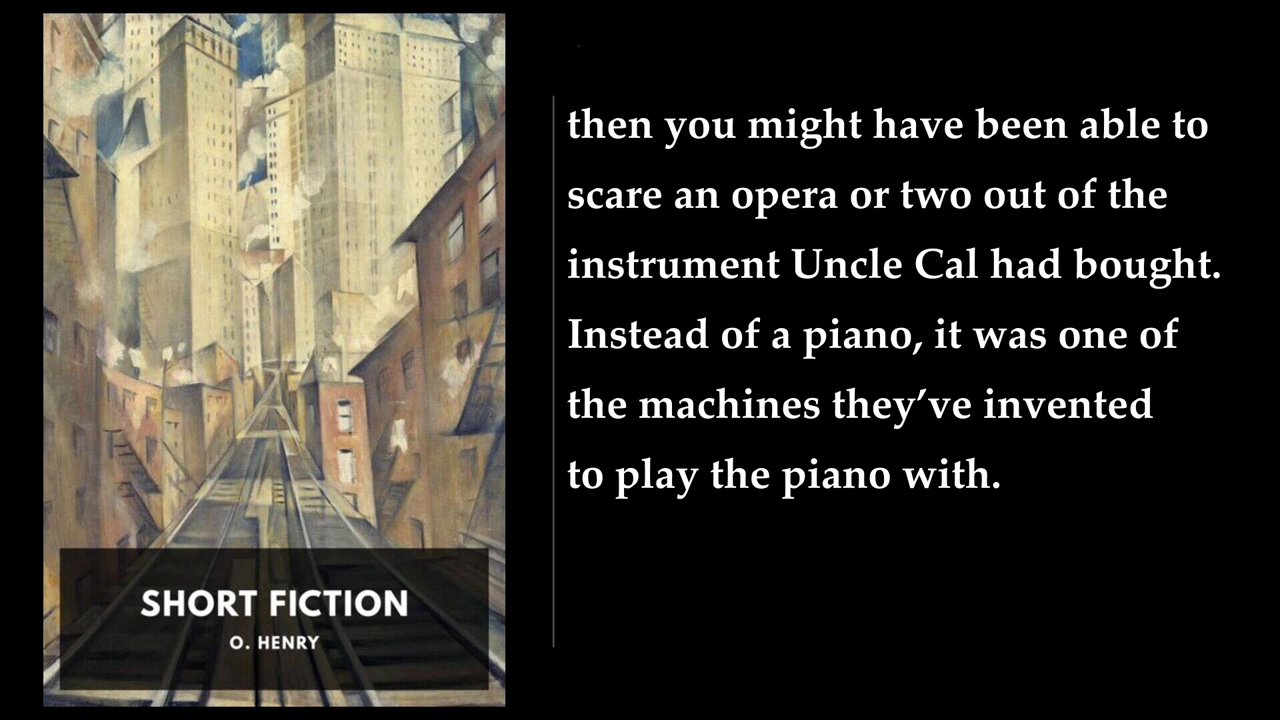 then you might have been able to
scare an opera or two out of the
instrument Uncle Cal had bought.
Instead of a piano, it was one of
the machines they’ve invented
to play the piano with.
SHORT FICTION
O. HENRY